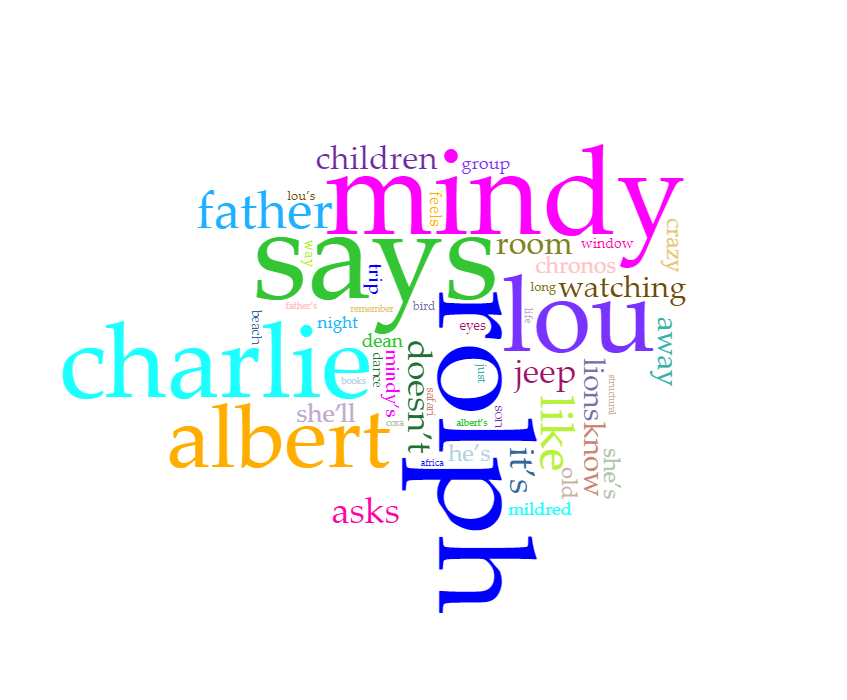 children
group
mindy
father
lou's
feels
says
room
window
crazy
way
trip
chronos
long
watching
father's
remember
bird
rolph
lou
life
beach
night
eyes
away
charlie
dean
dance
mindy's
doesn't
just
jeep
lions
structural
books
safari
she'll
albert
cora
albert's
son
like
know
he's
it's
africa
old
she's
asks
mildred